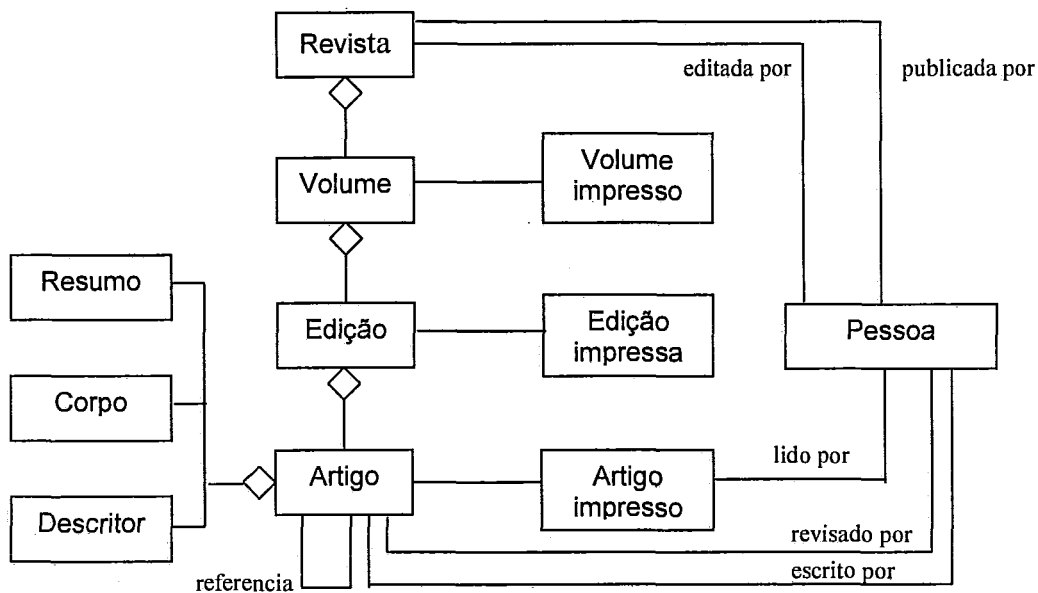 Revista
editada por
publicada por
Volume
Volume
impresso
Resumo
Edição
Edição
impressa
Pessoa
Corpo
Artigo
Artigo
impresso
lido por
Descritor
revisado por
referencia
escrito por